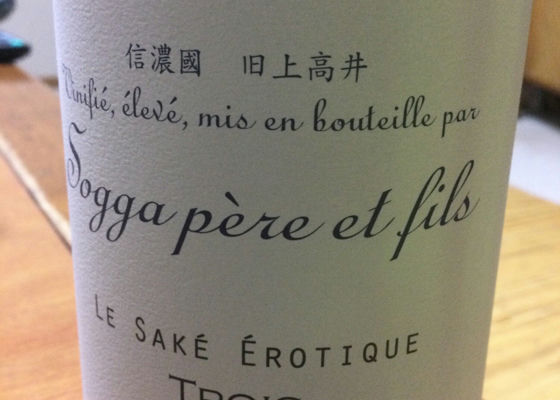 信濃國 旧上高井
Vinifié, élevé, mis en bouteille par
Sogga père et fils
LE SAKÉ ÉROTIQUE
TROIS